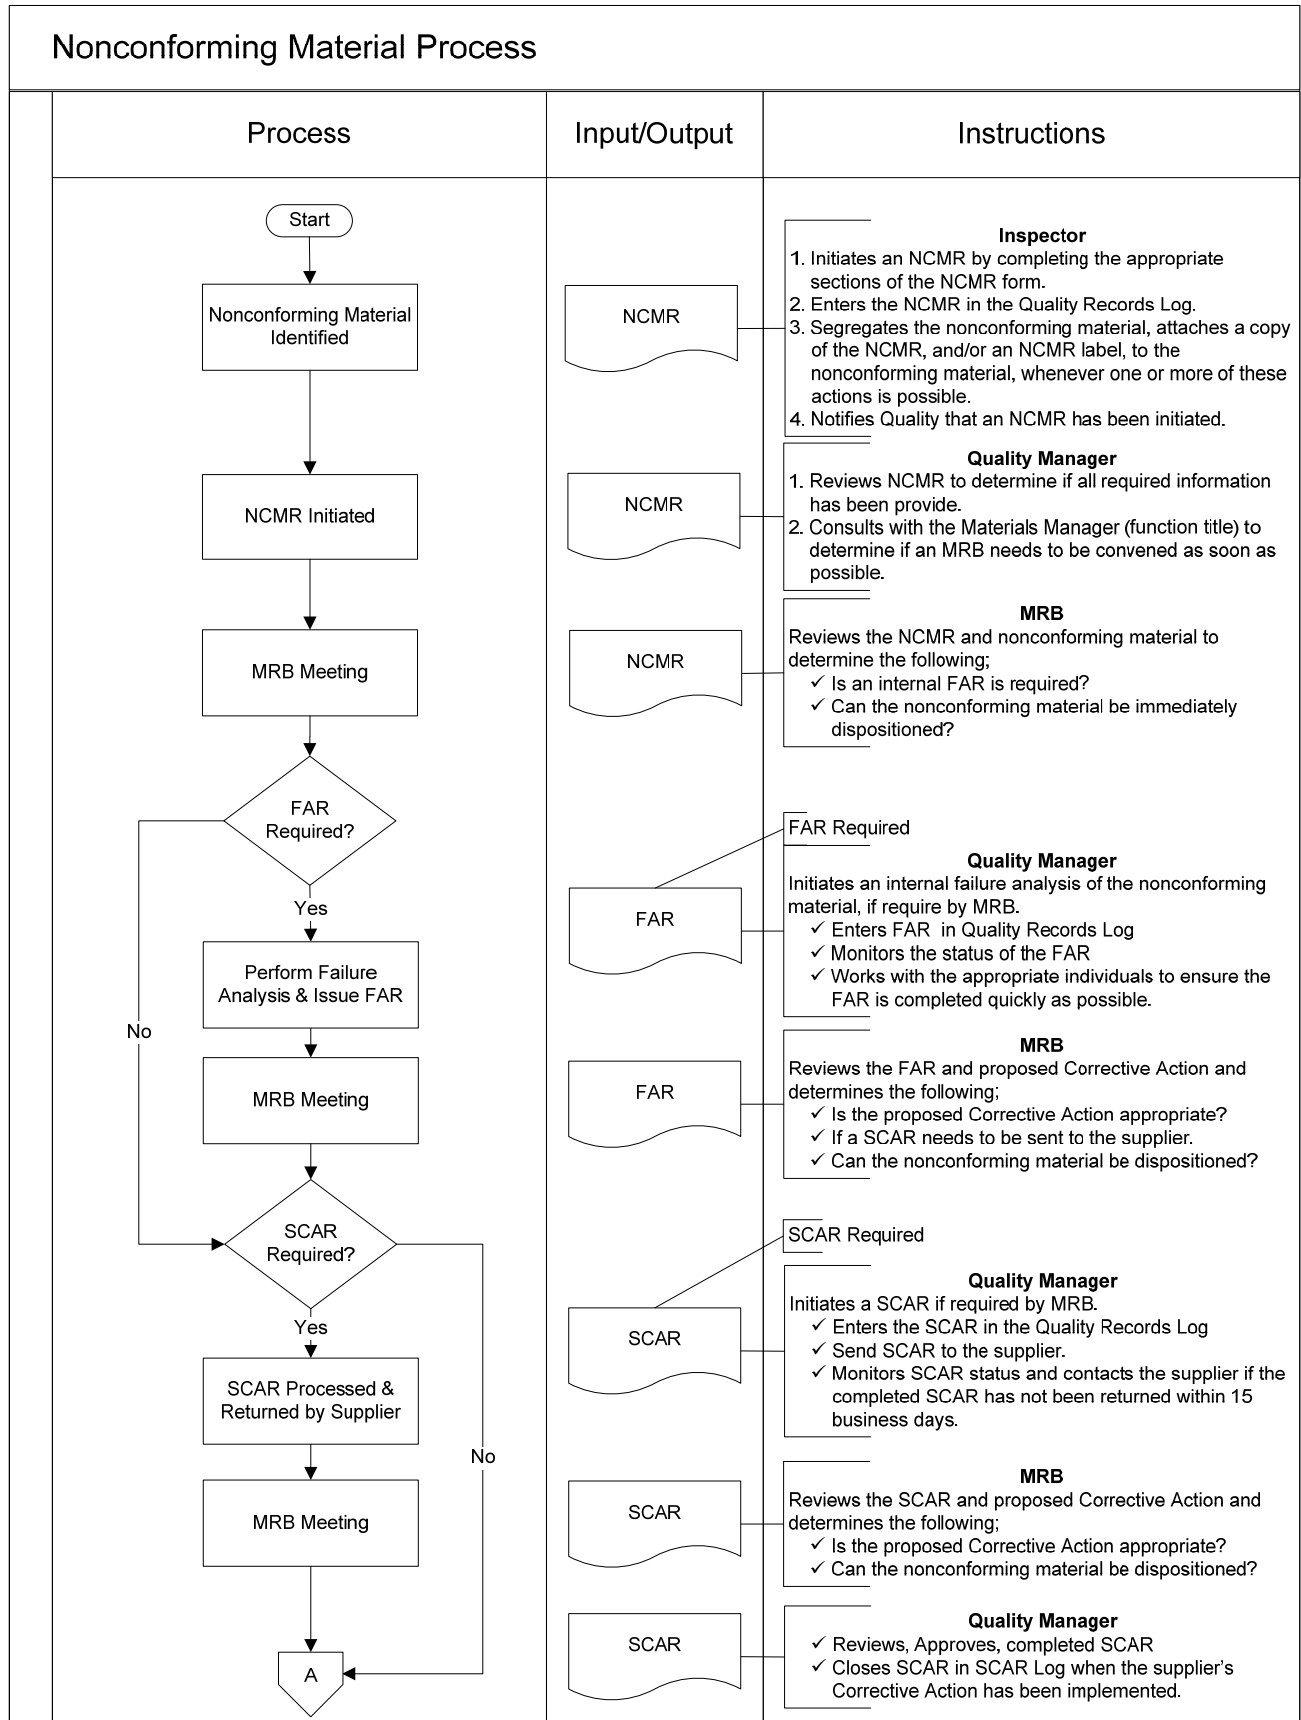 Nonconforming Material Process
Process
Input/Output
Instructions
Start
Nonconforming Material
Identified
NCMR
Inspector
1. Initiates an NCMR by completing the appropriate
sections of the NCMR form.
2. Enters the NCMR in the Quality Records Log.
3. Segregates the nonconforming material, attaches a copy
of the NCMR, and/or an NCMR label, to the
nonconforming material, whenever one or more of these
actions is possible.
4. Notifies Quality that an NCMR has been initiated.
NCMR Initiated
NCMR
Quality Manager
1. Reviews NCMR to determine if all required information
has been provide.
2. Consults with the Materials Manager (function title) to
determine if an MRB needs to be convened as soon as
possible.
MRB Meeting
NCMR
MRB
Reviews the NCMR and nonconforming material to
determine the following;
✓ Is an internal FAR is required?
✓ Can the nonconforming material be immediately
dispositioned?
FAR
Required?
Yes
No
FAR Required
Perform Failure
Analysis & Issue FAR
FAR
Quality Manager
Initiates an internal failure analysis of the nonconforming
material, if require by MRB.
✓ Enters FAR in Quality Records Log
✓ Monitors the status of the FAR
✓ Works with the appropriate individuals to ensure the
FAR is completed quickly as possible.
MRB Meeting
FAR
MRB
Reviews the FAR and proposed Corrective Action and
determines the following;
✓ Is the proposed Corrective Action appropriate?
✓ If a SCAR needs to be sent to the supplier.
✓ Can the nonconforming material be dispositioned?
SCAR
Required?
Yes
No
SCAR Required
SCAR Processed &
Returned by Supplier
SCAR
Quality Manager
Initiates a SCAR if required by MRB.
✓ Enters the SCAR in the Quality Records Log
✓ Send SCAR to the supplier.
✓ Monitors SCAR status and contacts the supplier if the
completed SCAR has not been returned within 15
business days.
MRB Meeting
SCAR
MRB
Reviews the SCAR and proposed Corrective Action and
determines the following;
✓ Is the proposed Corrective Action appropriate?
✓ Can the nonconforming material be dispositioned?
A
SCAR
Quality Manager
✓ Reviews, Approves, completed SCAR
✓ Closes SCAR in SCAR Log when the supplier's
Corrective Action has been implemented.